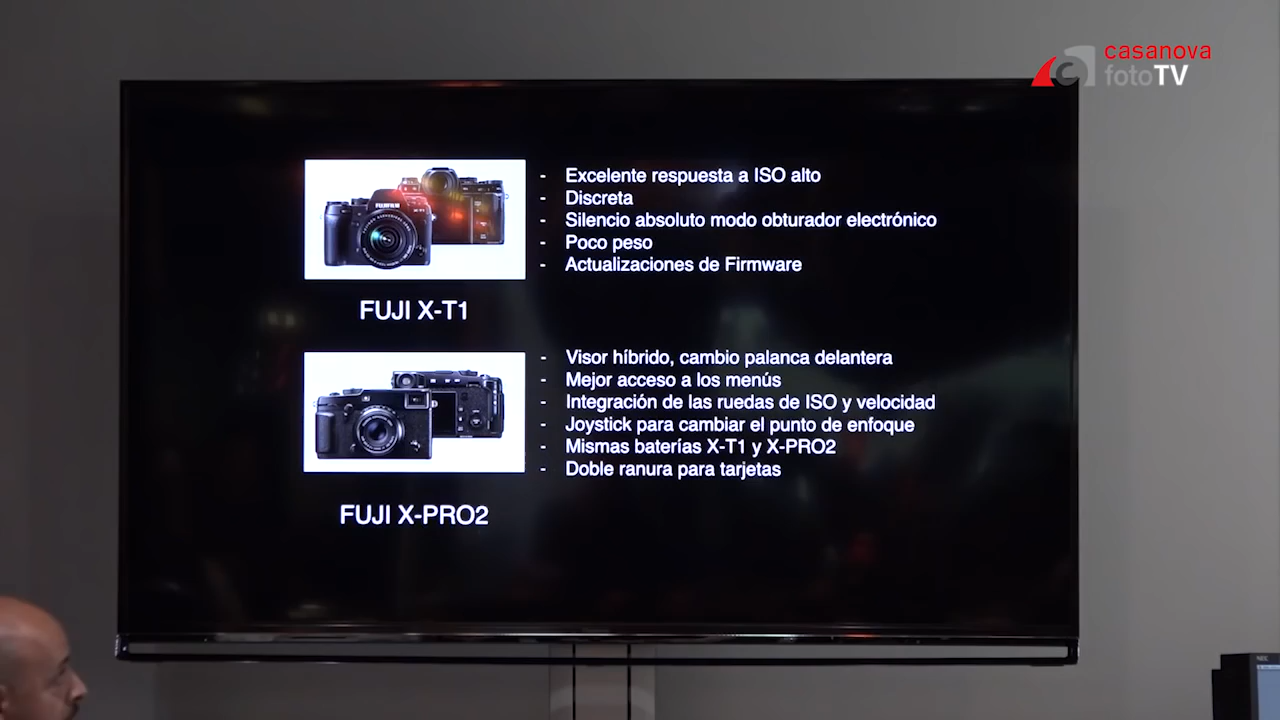 casanova
fotoTV
FUJIFILM
- Excelente respuesta a ISO alto
- Discreta
- Silencio absoluto modo obturador electrónico
- Poco peso
- Actualizaciones de Firmware
FUJI X-T1
- Visor híbrido, cambio palanca delantera
- Mejor acceso a los menús
- Integración de las ruedas de ISO y velocidad
- Joystick para cambiar el punto de enfoque
- Mismas baterías X-T1 y X-PRO2
- Doble ranura para tarjetas
FUJI X-PRO2
NEC